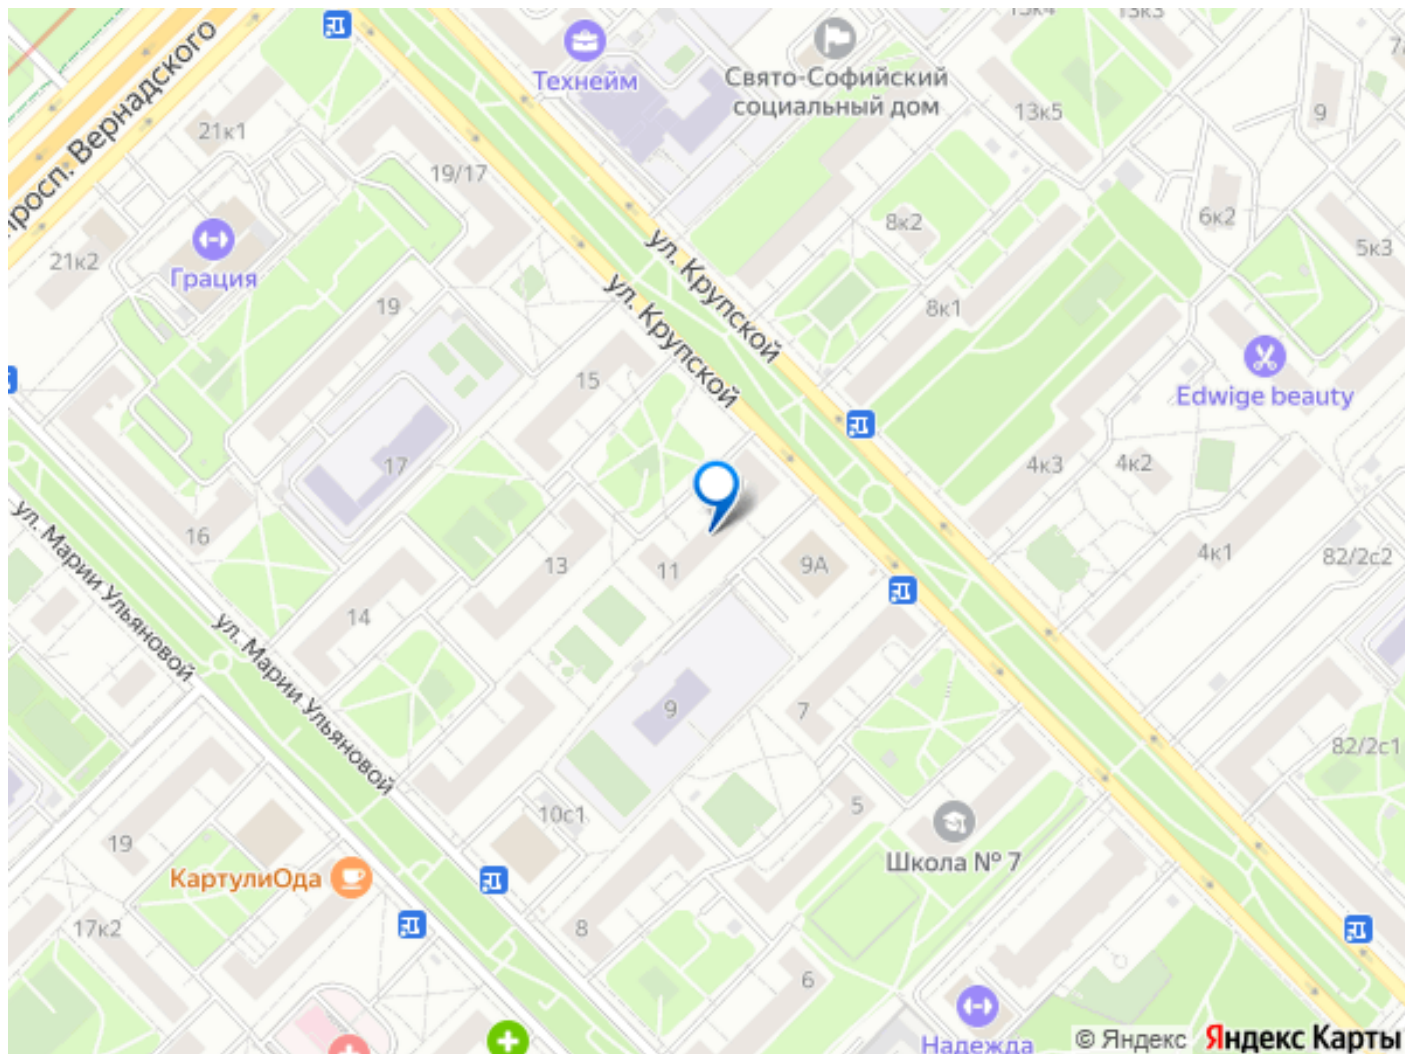 13к3
Технейм
Свято-Софийский
социальный дом
13к5
9
просп. Вернадского
21к1
19/17
8к2
6к2
5к3
21к2
Грация
ул. Крупской
ул. Крупской
19
8к1
15
Edwige beauty
17
4к3
4к2
16
ул. Марии Ульяновой
13
11
9А
4к1
82/2с2
14
ул. Марии Ульяновой
9
7
82/2с1
10с1
5
19
Школа № 7
КартулиОда
17к2
8
6
Надежда
© Яндекс
Яндекс Карты